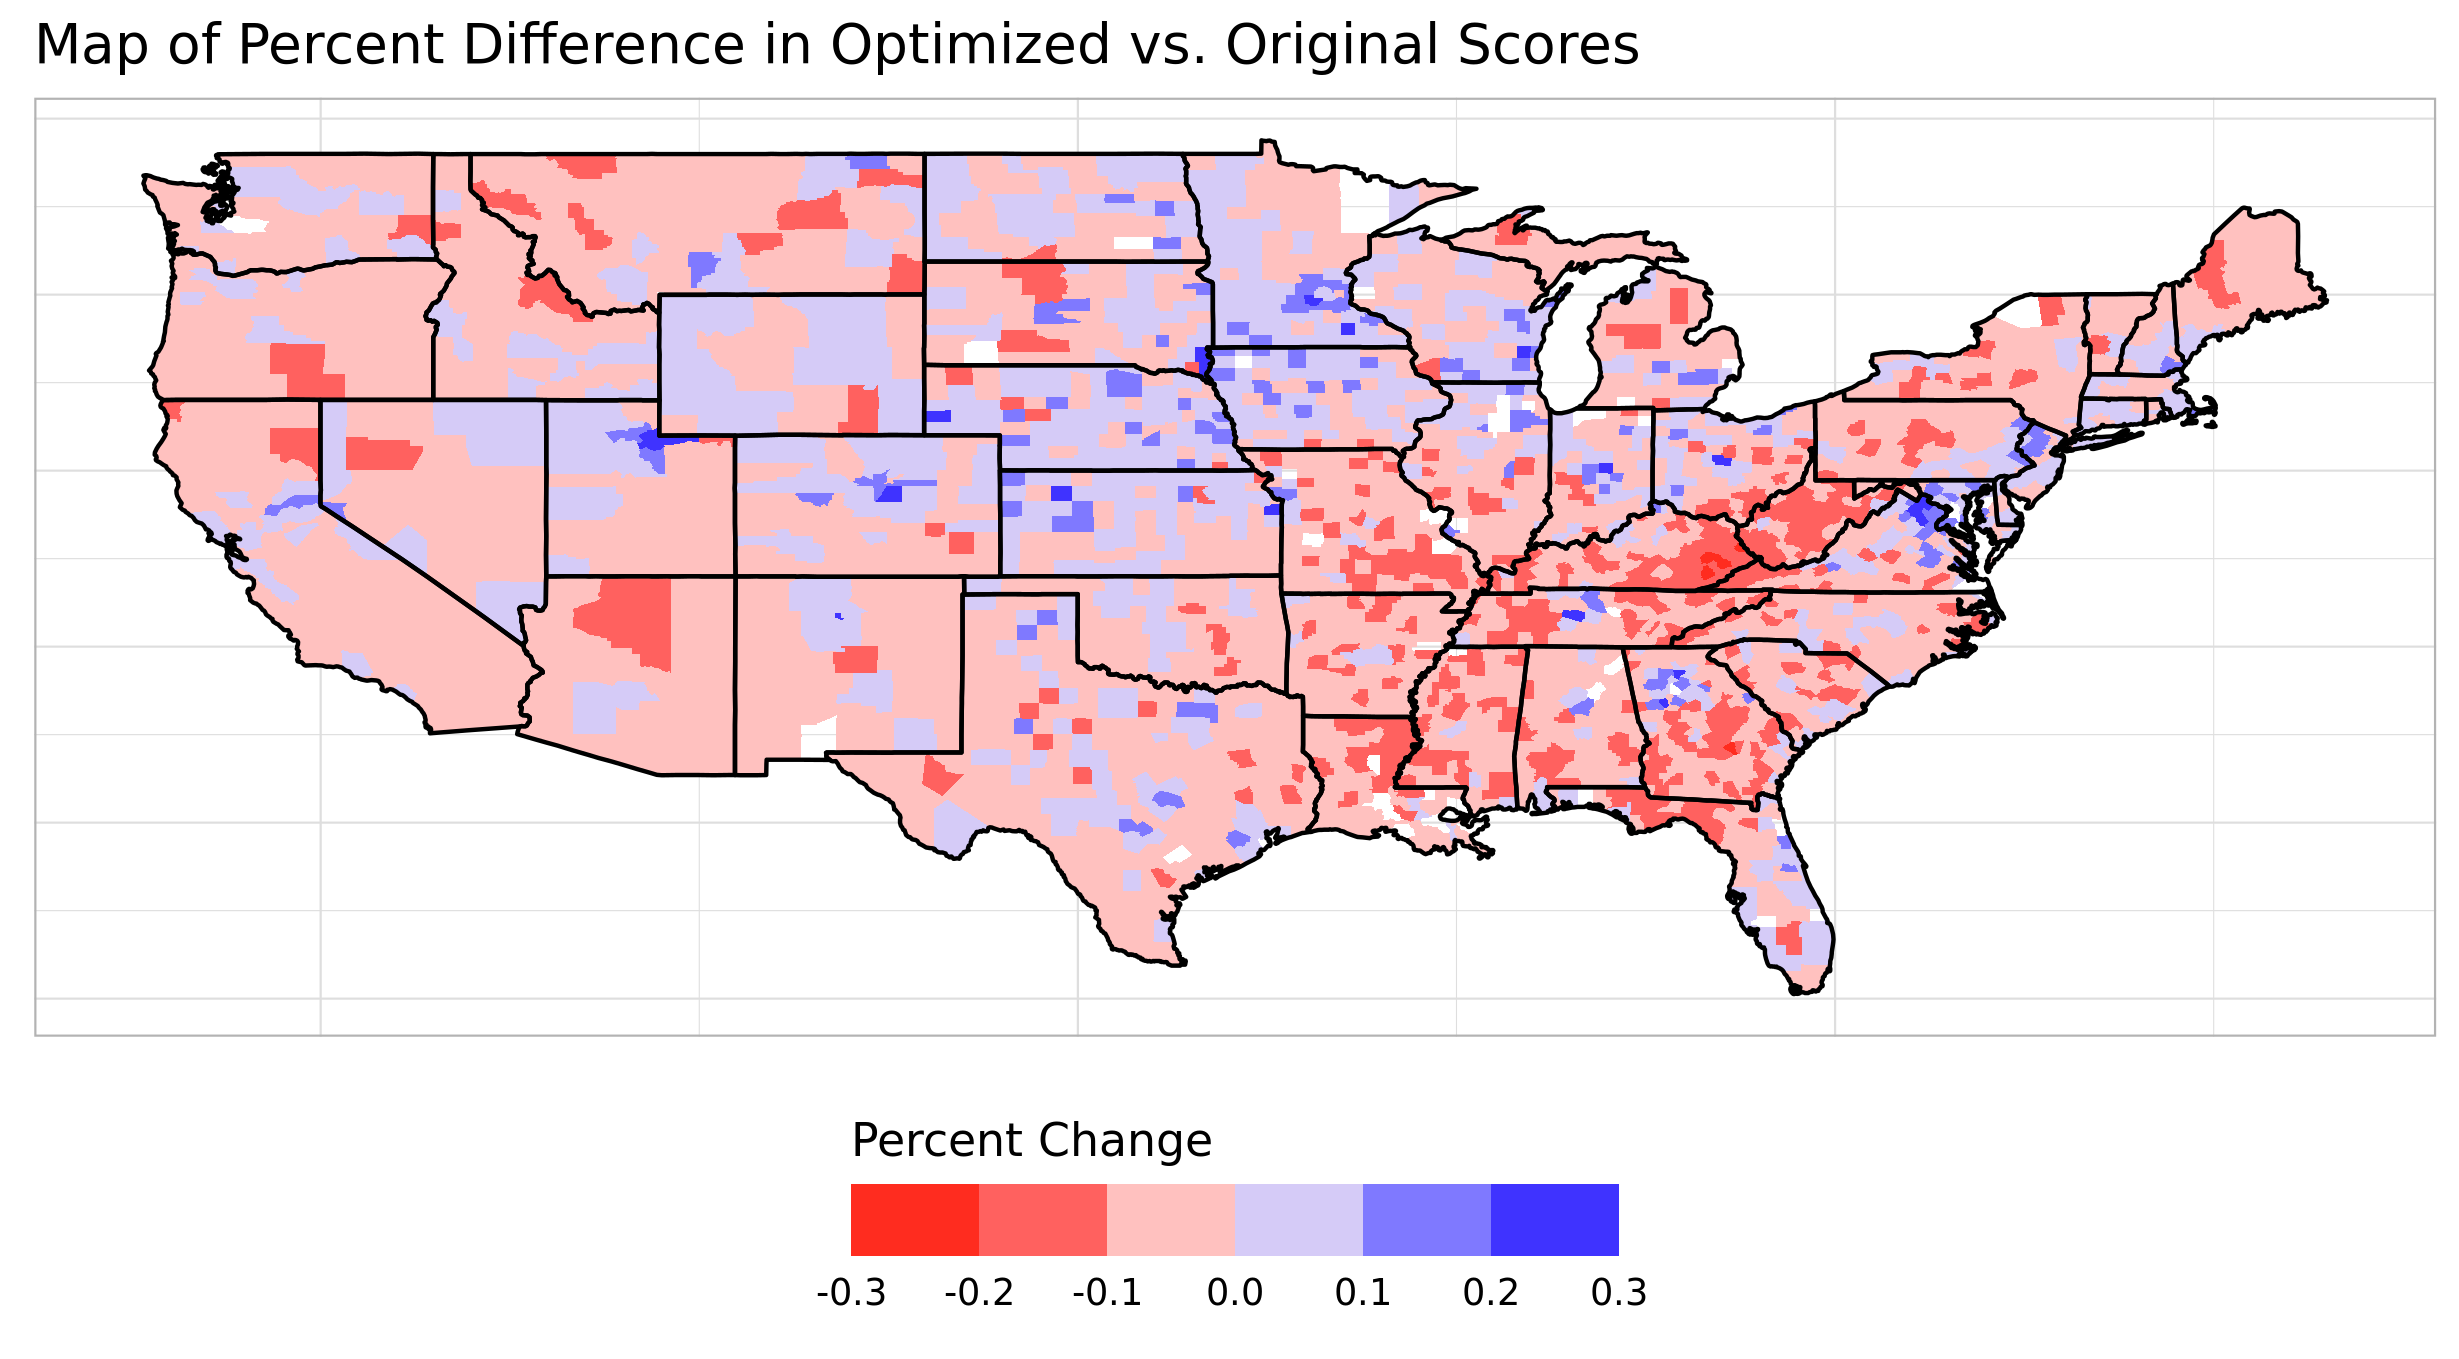 Map of Percent Difference in Optimized vs. Original Scores
Percent Change
-0.3 -0.2 -0.1 0.0 0.1 0.2 0.3